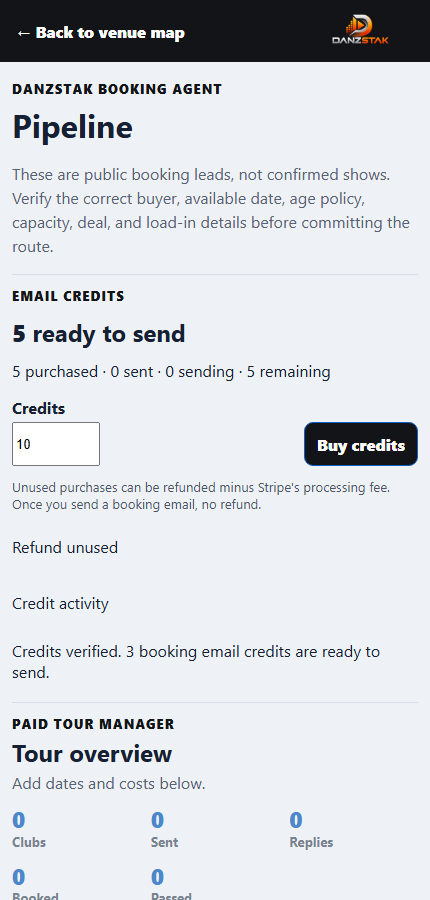 ← Back to venue map
DANZSTAK
DANZSTAK BOOKING AGENT
Pipeline
These are public booking leads, not confirmed shows.
Verify the correct buyer, available date, age policy,
capacity, deal, and load-in details before committing the
route.
EMAIL CREDITS
5 ready to send
5 purchased · 0 sent · 0 sending · 5 remaining
Credits
10
Buy credits
Unused purchases can be refunded minus Stripe's processing fee.
Once you send a booking email, no refund.
Refund unused
Credit activity
Credits verified. 3 booking email credits are ready to
send.
PAID TOUR MANAGER
Tour overview
Add dates and costs below.
0 0 0
Clubs Sent Replies
0 0
Booked Passed